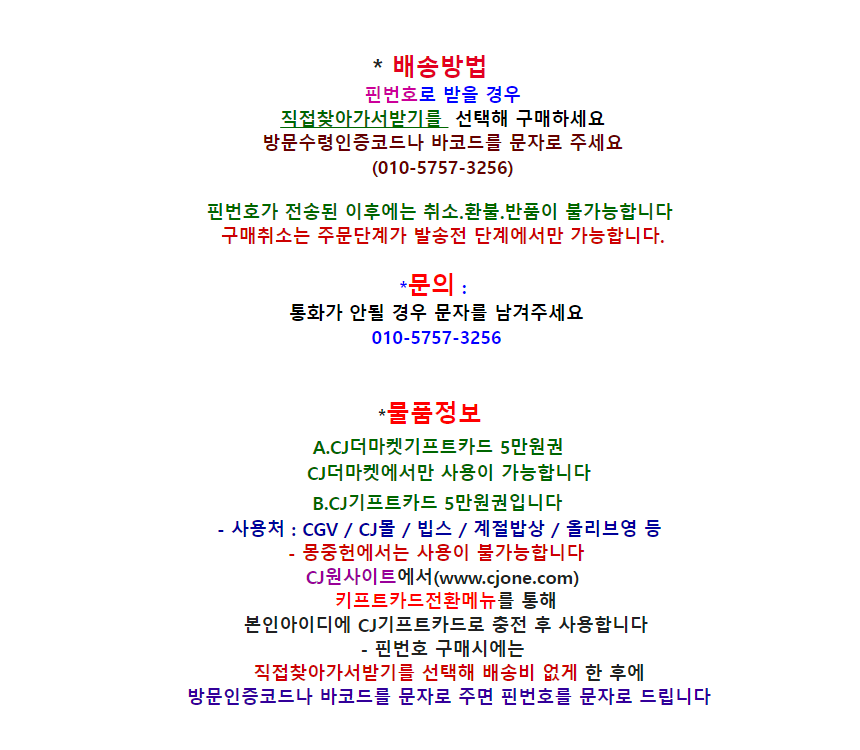 * 배송방법
핀번호로 받을 경우
직접찾아가서받기를 선택해 구매하세요
방문수령인증코드나 바코드를 문자로 주세요
(010-5757-3256)
핀번호가 전송된 이후에는 취소.환불.반품이 불가능합니다
구매취소는 주문단계가 발송전 단계에서만 가능합니다.
*문의 :
통화가 안될 경우 문자를 남겨주세요
010-5757-3256
*물품정보
A.CJ더마켓기프트카드 5만원권
CJ더마켓에서만 사용이 가능합니다
B.CJ기프트카드 5만원권입니다
- 사용처 : CGV / CJ몰 / 빕스 / 계절밥상 / 올리브영 등
- 몽중헌에서는 사용이 불가능합니다
CJ원사이트에서(www.cjone.com)
키프트카드전환메뉴를 통해
본인아이디에 CJ기프트카드로 충전 후 사용합니다
- 핀번호 구매시에는
직접찾아가서받기를 선택해 배송비 없게 한 후에
방문인증코드나 바코드를 문자로 주면 핀번호를 문자로 드립니다